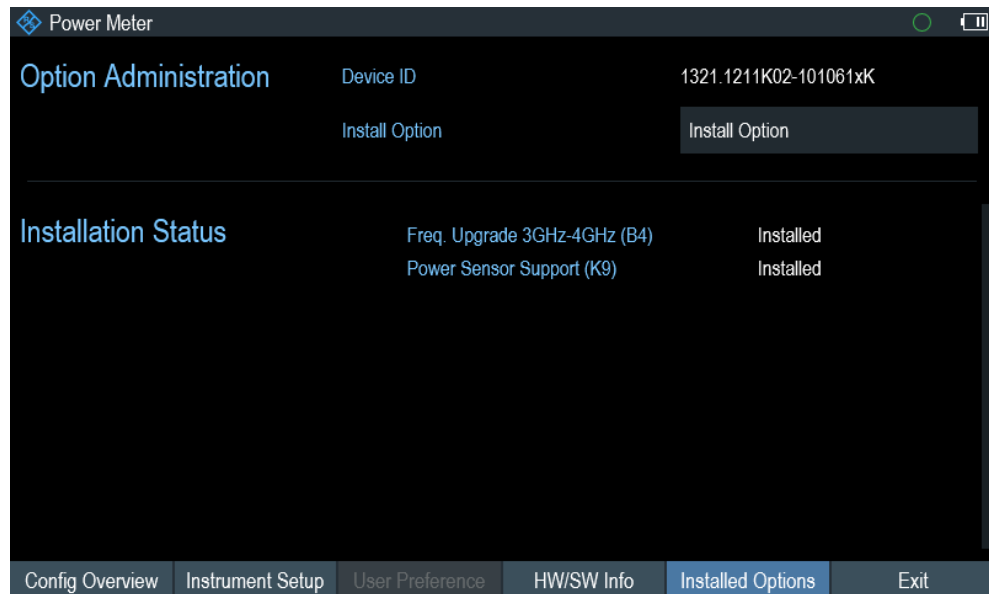 Power Meter
Option Administration
Device ID
1321.1211K02-101061xK
Install Option
Install Option
Installation Status
Freq. Upgrade 3GHz-4GHz (B4)
Installed
Power Sensor Support (K9)
Installed
Config Overview
Instrument Setup
User Preference
HW/SW Info
Installed Options
Exit